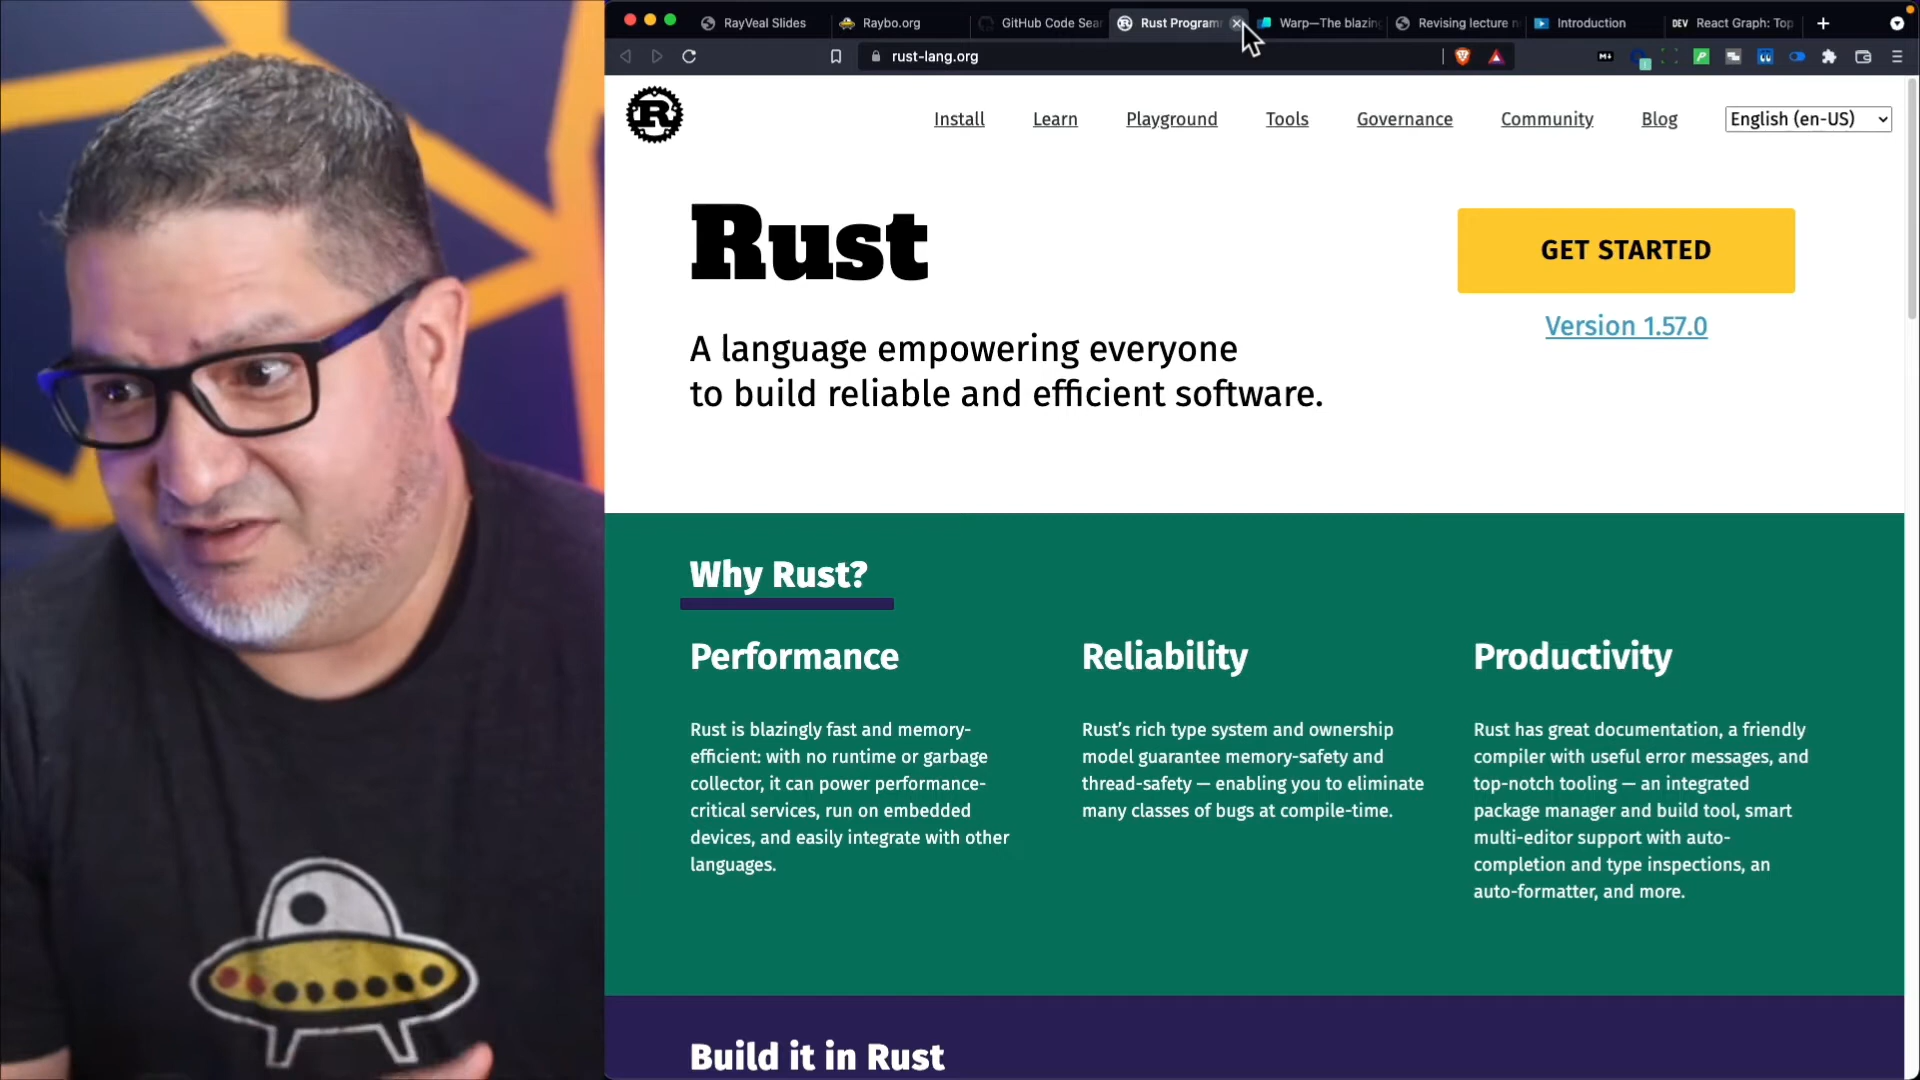 RayVeal Slides
Raybo.org
GitHub Code Sear
Rust Programm
Warp—The blazing
Revising lecture n
Introduction
DEV React Graph: Top
rust-lang.org
R
Install Learn Playground Tools Governance Community Blog English (en-US)
Rust
GET STARTED
Version 1.57.0
A language empowering everyone
to build reliable and efficient software.
Why Rust?
Performance
Rust is blazingly fast and memory-
efficient: with no runtime or garbage
collector, it can power performance-
critical services, run on embedded
devices, and easily integrate with other
languages.
Reliability
Rust’s rich type system and ownership
model guarantee memory-safety and
thread-safety — enabling you to eliminate
many classes of bugs at compile-time.
Productivity
Rust has great documentation, a friendly
compiler with useful error messages, and
top-notch tooling — an integrated
package manager and build tool, smart
multi-editor support with auto-
completion and type inspections, an
auto-formatter, and more.
Build it in Rust